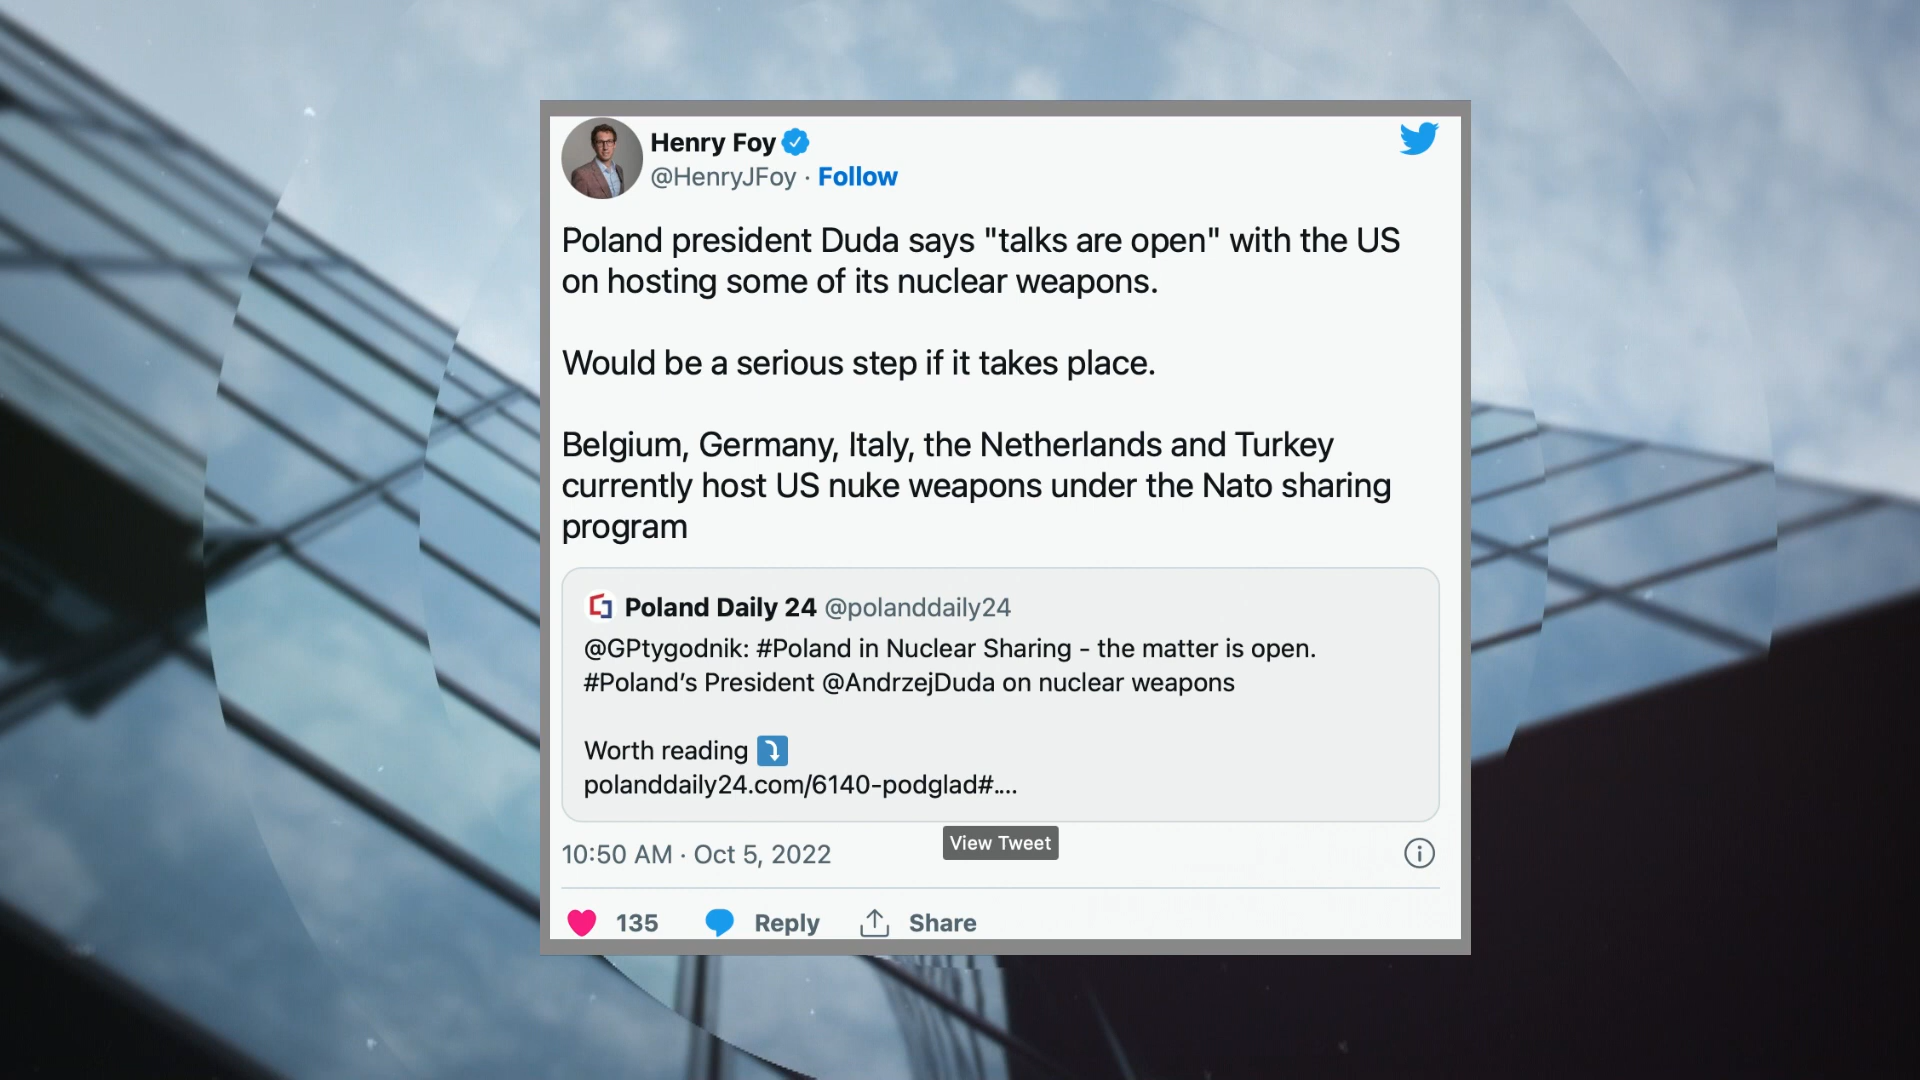 Henry Foy
@HenryJFoy · Follow
Poland president Duda says "talks are open" with the US
on hosting some of its nuclear weapons.
Would be a serious step if it takes place.
Belgium, Germany, Italy, the Netherlands and Turkey
currently host US nuke weapons under the Nato sharing
program
Poland Daily 24 @polanddaily24
@GPtygodnik: #Poland in Nuclear Sharing - the matter is open.
#Poland’s President @AndrzejDuda on nuclear weapons
Worth reading ⤵️
polanddaily24.com/6140-podglad#.…
View Tweet
10:50 AM · Oct 5, 2022
135 Reply Share